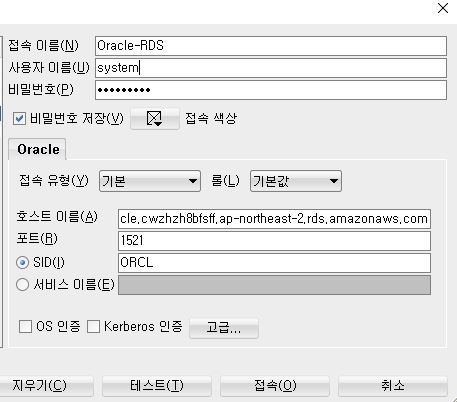 접속 이름(N) Oracle-RDS
사용자 이름(U) system
비밀번호(P) •••••••••
비밀번호 저장(V) 접속 색상
Oracle
접속 유형(Y) 기본 롤(L) 기본값
호스트 이름(A) cle.cwzhzh8bfsff.ap-northeast-2.rds.amazonaws.com
포트(R) 1521
SID(I) ORCL
서비스 이름(E)
OS 인증 Kerberos 인증 고급...
지우기(C) 테스트(T) 접속(O) 취소